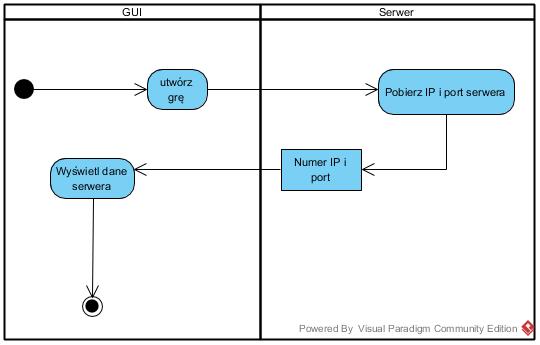 GUI
Serwer
utwórz
grę
Pobierz IP i port serwera
Numer IP i
port
Wyświetl dane
serwera
Powered By Visual Paradigm Community Edition